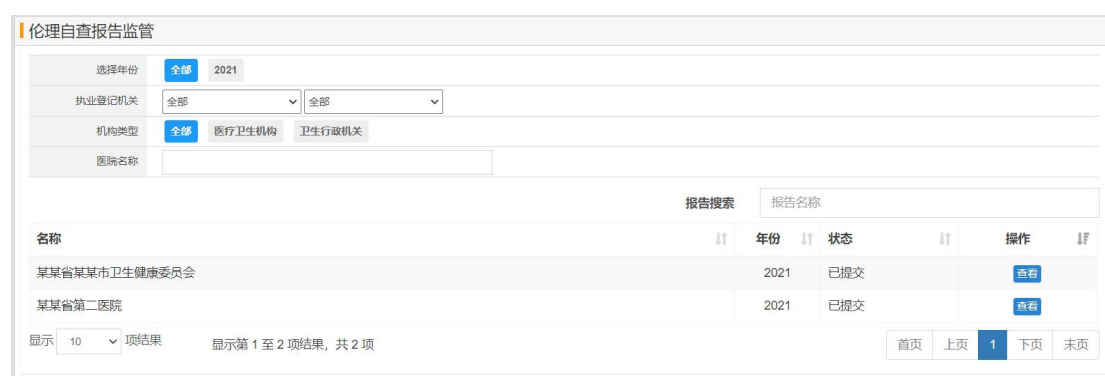 伦理自查报告监管
选择年份 全部 2021
执业登记机关 全部 全部
机构类型 全部 医疗卫生机构 卫生行政机关
医院名称
报告搜索 报告名称
名称 年份 状态 操作
某某省某某市卫生健康委员会 2021 已提交 查看
某某省第二医院 2021 已提交 查看
显示 10 项结果 显示第 1 至 2 项结果，共 2 项 首页 上页 1 下页 末页